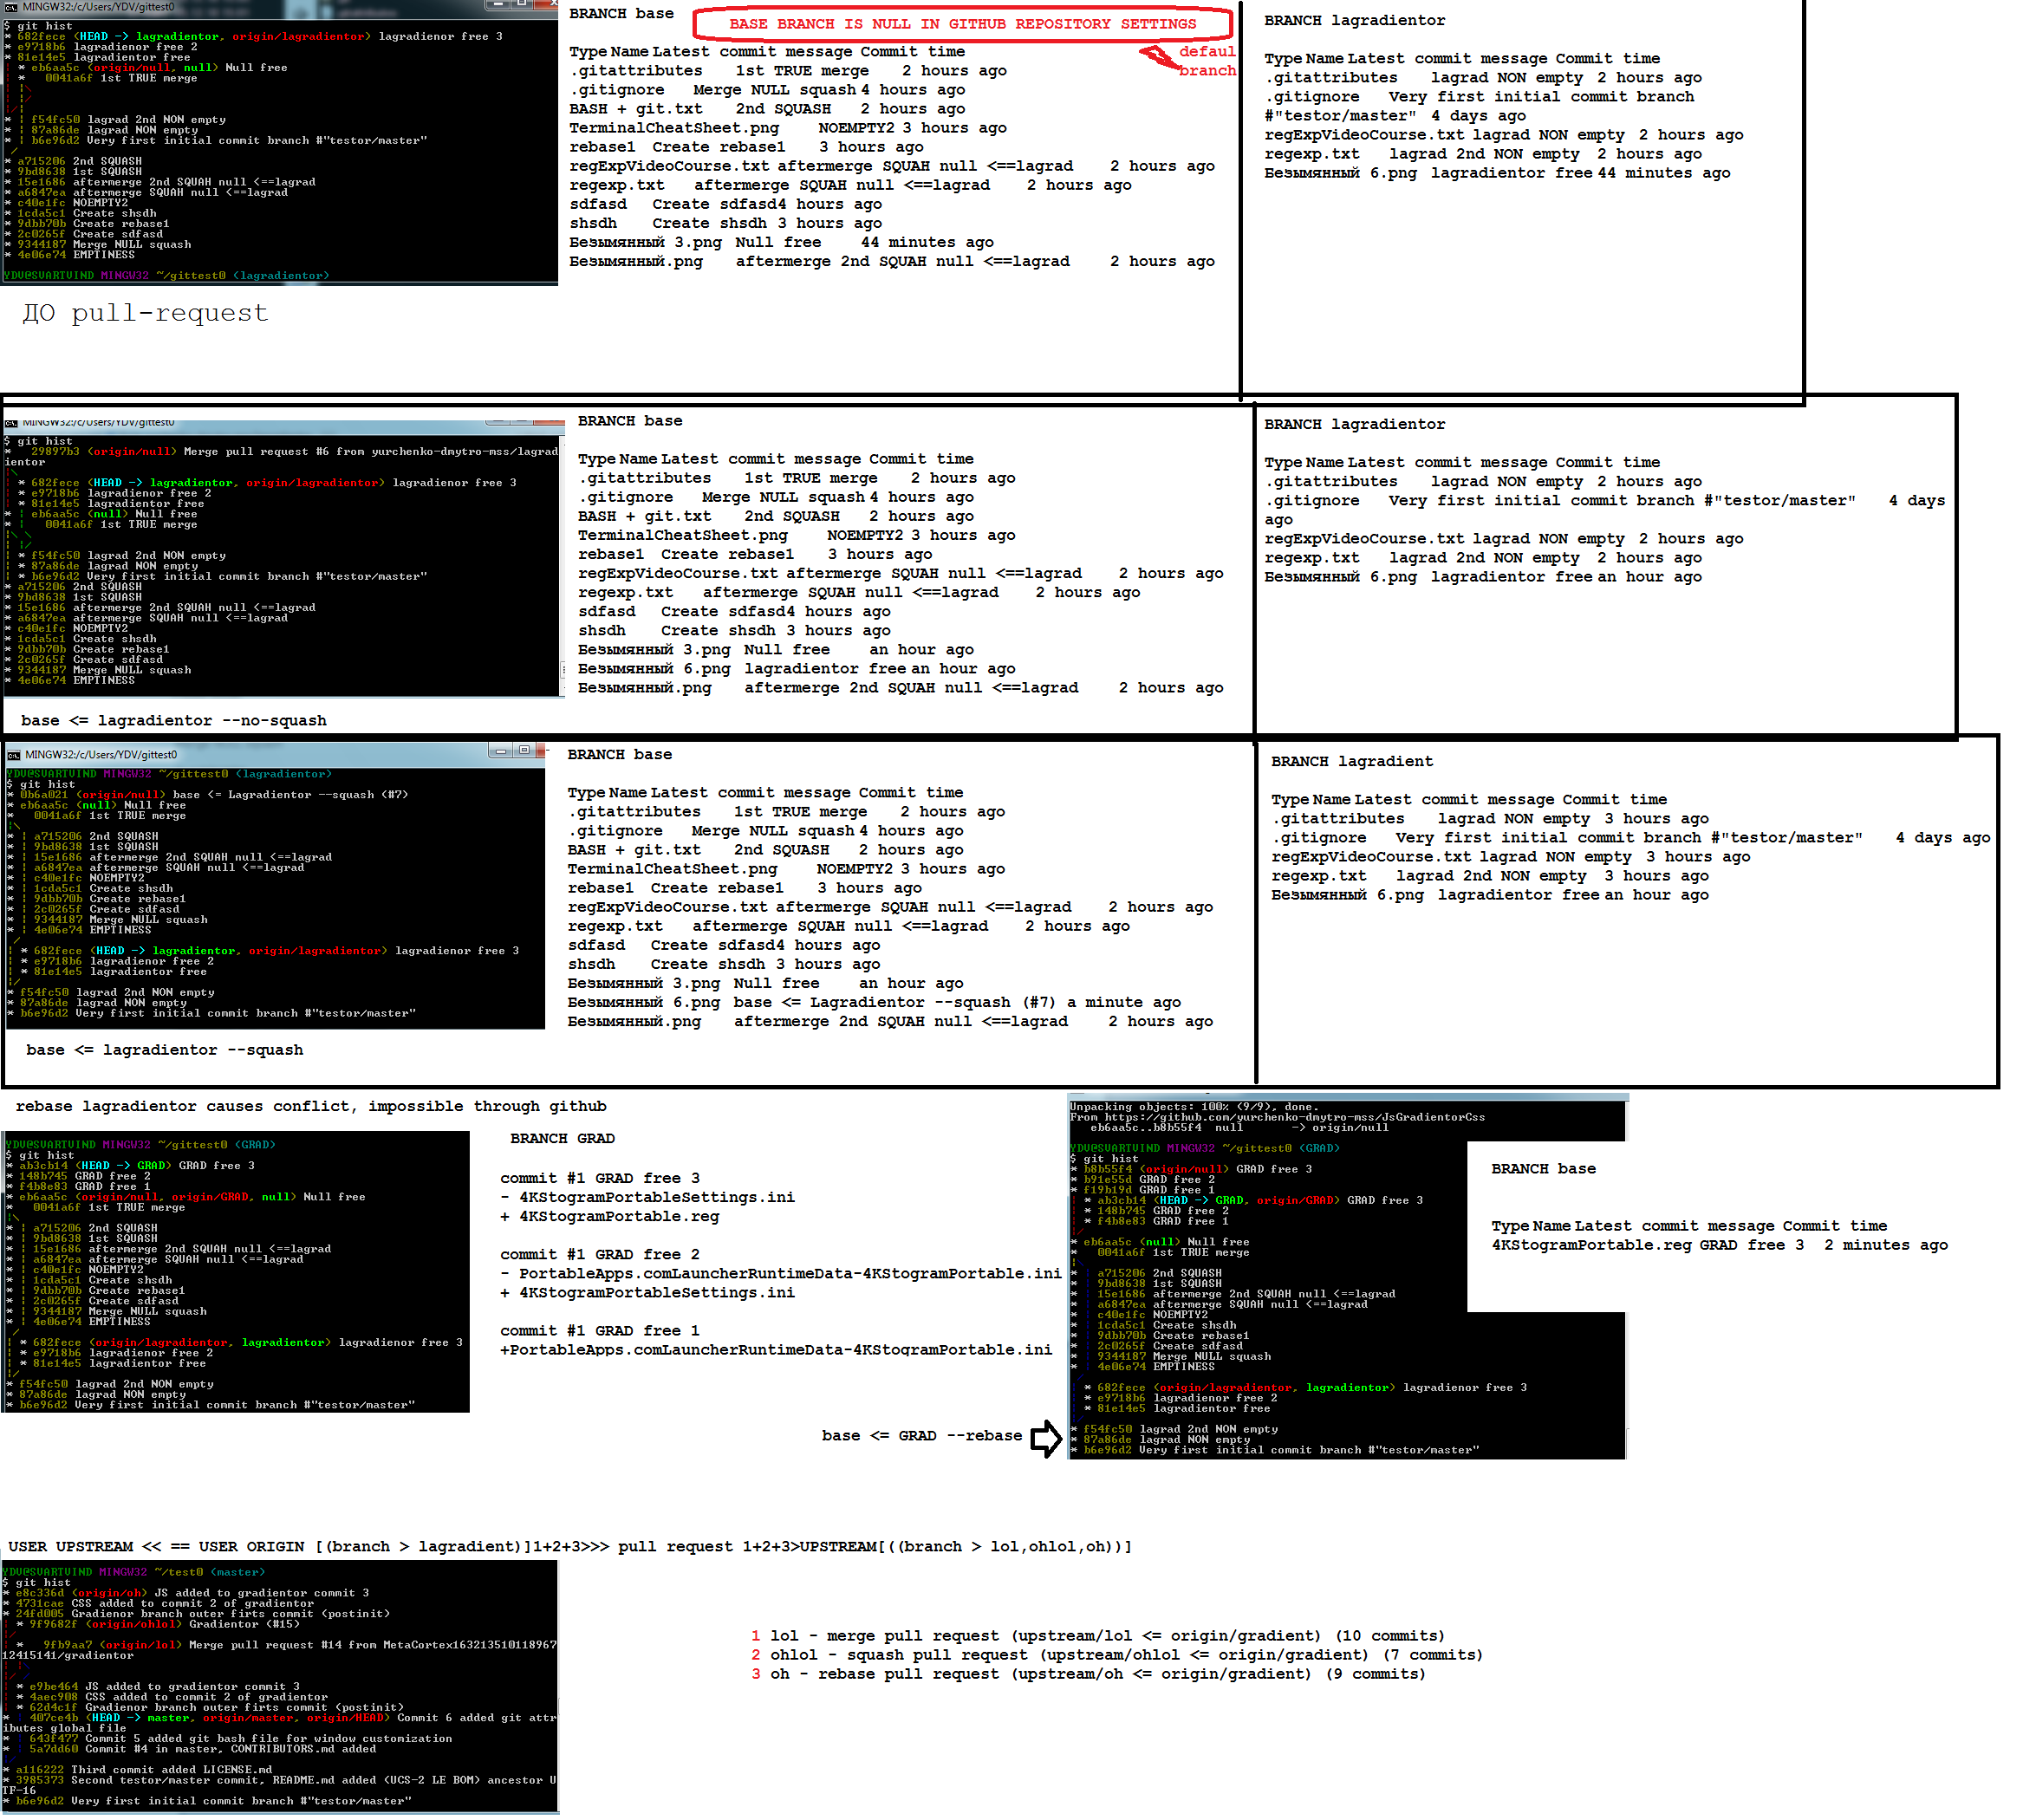 MINGW32:/c/Users/YDV/gittest0
$ git hist
* 682fece (HEAD -> lagradientor, origin/lagradientor) lagradienor free 3
* e9718b6 lagradienor free 2
* 81e14e5 lagradientor free
| * eb6aa5c (origin/null, null) Null free
| *   0041a6f 1st TRUE merge
| |\
| |/
|/|
* | f54fc50 lagrad 2nd NON empty
* | 87a86de lagrad NON empty
* | b6e96d2 Very first initial commit branch #"testor/master"
 /
* a715206 2nd SQUASH
* 9bd8638 1st SQUASH
* 15e1686 aftermerge 2nd SQUAH null <==lagrad
* a6847ea aftermerge SQUAH null <==lagrad
* c40e1fc NOEMPTY2
* 1cda5c1 Create shsdh
* 9dbb70b Create rebase1
* 2c0265f Create sdfasd
* 9344187 Merge NULL squash
* 4e06e74 EMPTINESS
YDV@SVARTVIND MINGW32 ~/gittest0 (lagradientor)
ДО pull-request
BRANCH base
BASE BRANCH IS NULL IN GITHUB REPOSITORY SETTINGS
defaul
branch
Type Name Latest commit message Commit time
.gitattributes 1st TRUE merge 2 hours ago
.gitignore Merge NULL squash 4 hours ago
BASH + git.txt 2nd SQUASH 2 hours ago
TerminalCheatSheet.png NOEMPTY2 3 hours ago
rebase1 Create rebase1 3 hours ago
regExpVideoCourse.txt aftermerge SQUAH null <==lagrad 2 hours ago
regexp.txt aftermerge SQUAH null <==lagrad 2 hours ago
sdfasd Create sdfasd4 hours ago
shsdh Create shsdh 3 hours ago
Безымянный 3.png Null free 44 minutes ago
Безымянный.png aftermerge 2nd SQUAH null <==lagrad 2 hours ago
BRANCH lagradientor
Type Name Latest commit message Commit time
.gitattributes lagrad NON empty 2 hours ago
.gitignore Very first initial commit branch
#"testor/master" 4 days ago
regExpVideoCourse.txt lagrad NON empty 2 hours ago
regexp.txt lagrad 2nd NON empty 2 hours ago
Безымянный 6.png lagradientor free 44 minutes ago
MINGW32:/c/Users/YDV/gittest0
$ git hist
*   29897b3 (origin/null) Merge pull request #6 from yurchenko-dmytro-mss/lagrad
ientor
|\
| * 682fece (HEAD -> lagradientor, origin/lagradientor) lagradienor free 3
| * e9718b6 lagradienor free 2
| * 81e14e5 lagradientor free
* | eb6aa5c (null) Null free
* |   0041a6f 1st TRUE merge
|\ \
| |/
| * f54fc50 lagrad 2nd NON empty
| * 87a86de lagrad NON empty
| * b6e96d2 Very first initial commit branch #"testor/master"
* a715206 2nd SQUASH
* 9bd8638 1st SQUASH
* 15e1686 aftermerge 2nd SQUAH null <==lagrad
* a6847ea aftermerge SQUAH null <==lagrad
* c40e1fc NOEMPTY2
* 1cda5c1 Create shsdh
* 9dbb70b Create rebase1
* 2c0265f Create sdfasd
* 9344187 Merge NULL squash
* 4e06e74 EMPTINESS
base <= lagradientor --no-squash
BRANCH base
Type Name Latest commit message Commit time
.gitattributes 1st TRUE merge 2 hours ago
.gitignore Merge NULL squash 4 hours ago
BASH + git.txt 2nd SQUASH 2 hours ago
TerminalCheatSheet.png NOEMPTY2 3 hours ago
rebase1 Create rebase1 3 hours ago
regExpVideoCourse.txt aftermerge SQUAH null <==lagrad 2 hours ago
regexp.txt aftermerge SQUAH null <==lagrad 2 hours ago
sdfasd Create sdfasd4 hours ago
shsdh Create shsdh 3 hours ago
Безымянный 3.png Null free an hour ago
Безымянный 6.png lagradientor free an hour ago
Безымянный.png aftermerge 2nd SQUAH null <==lagrad 2 hours ago
BRANCH lagradientor
Type Name Latest commit message Commit time
.gitattributes lagrad NON empty 2 hours ago
.gitignore Very first initial commit branch #"testor/master" 4 days
ago
regExpVideoCourse.txt lagrad NON empty 2 hours ago
regexp.txt lagrad 2nd NON empty 2 hours ago
Безымянный 6.png lagradientor free an hour ago
MINGW32:/c/Users/YDV/gittest0
YDV@SVARTVIND MINGW32 ~/gittest0 (lagradientor)
$ git hist
* 0b6a021 (origin/null) base <= Lagradientor --squash (#7)
* eb6aa5c (null) Null free
*   0041a6f 1st TRUE merge
|\
* | a715206 2nd SQUASH
* | 9bd8638 1st SQUASH
* | 15e1686 aftermerge 2nd SQUAH null <==lagrad
* | a6847ea aftermerge SQUAH null <==lagrad
* | c40e1fc NOEMPTY2
* | 1cda5c1 Create shsdh
* | 9dbb70b Create rebase1
* | 2c0265f Create sdfasd
* | 9344187 Merge NULL squash
* | 4e06e74 EMPTINESS
 /
| * 682fece (HEAD -> lagradientor, origin/lagradientor) lagradienor free 3
| * e9718b6 lagradienor free 2
| * 81e14e5 lagradientor free
|/
* f54fc50 lagrad 2nd NON empty
* 87a86de lagrad NON empty
* b6e96d2 Very first initial commit branch #"testor/master"
base <= lagradientor --squash
BRANCH base
Type Name Latest commit message Commit time
.gitattributes 1st TRUE merge 2 hours ago
.gitignore Merge NULL squash 4 hours ago
BASH + git.txt 2nd SQUASH 2 hours ago
TerminalCheatSheet.png NOEMPTY2 3 hours ago
rebase1 Create rebase1 3 hours ago
regExpVideoCourse.txt aftermerge SQUAH null <==lagrad 2 hours ago
regexp.txt aftermerge SQUAH null <==lagrad 2 hours ago
sdfasd Create sdfasd4 hours ago
shsdh Create shsdh 3 hours ago
Безымянный 3.png Null free an hour ago
Безымянный 6.png base <= Lagradientor --squash (#7) a minute ago
Безымянный.png aftermerge 2nd SQUAH null <==lagrad 2 hours ago
BRANCH lagradient
Type Name Latest commit message Commit time
.gitattributes lagrad NON empty 3 hours ago
.gitignore Very first initial commit branch #"testor/master" 4 days ago
regExpVideoCourse.txt lagrad NON empty 3 hours ago
regexp.txt lagrad 2nd NON empty 3 hours ago
Безымянный 6.png lagradientor free an hour ago
rebase lagradientor causes conflict, impossible through github
YDV@SVARTVIND MINGW32 ~/gittest0 (GRAD)
$ git hist
* ab3cb14 (HEAD -> GRAD) GRAD free 3
* 148b745 GRAD free 2
* f4b8e83 GRAD free 1
* eb6aa5c (origin/null, origin/GRAD, null) Null free
*   0041a6f 1st TRUE merge
|\
* | a715206 2nd SQUASH
* | 9bd8638 1st SQUASH
* | 15e1686 aftermerge 2nd SQUAH null <==lagrad
* | a6847ea aftermerge SQUAH null <==lagrad
* | c40e1fc NOEMPTY2
* | 1cda5c1 Create shsdh
* | 9dbb70b Create rebase1
* | 2c0265f Create sdfasd
* | 9344187 Merge NULL squash
* | 4e06e74 EMPTINESS
 /
| * 682fece (origin/lagradientor, lagradientor) lagradienor free 3
| * e9718b6 lagradienor free 2
| * 81e14e5 lagradientor free
|/
* f54fc50 lagrad 2nd NON empty
* 87a86de lagrad NON empty
* b6e96d2 Very first initial commit branch #"testor/master"
BRANCH GRAD
commit #1 GRAD free 3
- 4KStogramPortableSettings.ini
+ 4KStogramPortable.reg
commit #1 GRAD free 2
- PortableApps.comLauncherRuntimeData-4KStogramPortable.ini
+ 4KStogramPortableSettings.ini
commit #1 GRAD free 1
+PortableApps.comLauncherRuntimeData-4KStogramPortable.ini
base <= GRAD --rebase
Unpacking objects: 100% (9/9), done.
From https://github.com/yurchenko-dmytro-mss/JsGradientorCss
   eb6aa5c..b8b55f4  null       -> origin/null
YDV@SVARTVIND MINGW32 ~/gittest0 (GRAD)
$ git hist
* b8b55f4 (origin/null) GRAD free 3
* b91e55d GRAD free 2
* f19b19d GRAD free 1
| * ab3cb14 (HEAD -> GRAD, origin/GRAD) GRAD free 3
| * 148b745 GRAD free 2
| * f4b8e83 GRAD free 1
|/
* eb6aa5c (null) Null free
*   0041a6f 1st TRUE merge
|\
* | a715206 2nd SQUASH
* | 9bd8638 1st SQUASH
* | 15e1686 aftermerge 2nd SQUAH null <==lagrad
* | a6847ea aftermerge SQUAH null <==lagrad
* | c40e1fc NOEMPTY2
* | 1cda5c1 Create shsdh
* | 9dbb70b Create rebase1
* | 2c0265f Create sdfasd
* | 9344187 Merge NULL squash
* | 4e06e74 EMPTINESS
 /
| * 682fece (origin/lagradientor, lagradientor) lagradienor free 3
| * e9718b6 lagradienor free 2
| * 81e14e5 lagradientor free
|/
* f54fc50 lagrad 2nd NON empty
* 87a86de lagrad NON empty
* b6e96d2 Very first initial commit branch #"testor/master"
BRANCH base
Type Name Latest commit message Commit time
4KStogramPortable.reg GRAD free 3 2 minutes ago
USER UPSTREAM << == USER ORIGIN [(branch > lagradient)]1+2+3>>> pull request 1+2+3>UPSTREAM[((branch > lol,ohlol,oh))]
YDV@SVARTVIND MINGW32 ~/test0 (master)
$ git hist
* e8c336d (origin/oh) JS added to gradientor commit 3
* 4731cae CSS added to commit 2 of gradientor
* 24fd005 Gradienor branch outer firts commit (postinit)
| * 9f9682f (origin/ohlol) Gradientor (#15)
|/
| *   9fb9aa7 (origin/lol) Merge pull request #14 from MetaCortex163213510118967
12415141/gradientor
| |\
|/ /
| * e9be464 JS added to gradientor commit 3
| * 4aec908 CSS added to commit 2 of gradientor
| * 62d4c1f Gradienor branch outer firts commit (postinit)
* | 407ce4b (HEAD -> master, origin/master, origin/HEAD) Commit 6 added git attr
ibutes global file
* | 643f477 Commit 5 added git bash file for window customization
* | 5a7dd60 Commit #4 in master, CONTRIBUTORS.md added
|/
* a116222 Third commit added LICENSE.md
* 3985373 Second testor/master commit, README.md added (UCS-2 LE BOM) ancestor U
TF-16
* b6e96d2 Very first initial commit branch #"testor/master"
1 lol - merge pull request (upstream/lol <= origin/gradient) (10 commits)
2 ohlol - squash pull request (upstream/ohlol <= origin/gradient) (7 commits)
3 oh - rebase pull request (upstream/oh <= origin/gradient) (9 commits)